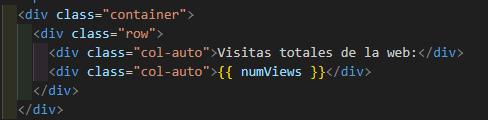 <div class="container">
<div class="row">
<div class="col-auto">Visitas totales de la web:</div>
<div class="col-auto">{{ numViews }}</div>
</div>
</div>